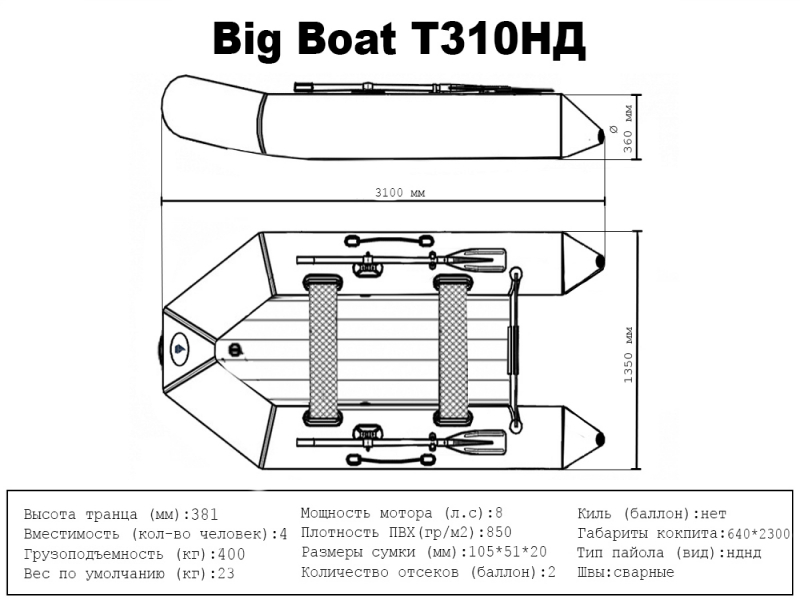 Big Boat Т310НД
Ø
360 мм
3100 мм
1350 мм
Высота транца (мм):381
Вместимость (кол-во человек):4
Грузоподъемность (кг):400
Вес по умолчанию (кг):23
Мощность мотора (л.с):8
Плотность ПВХ(гр/м2):850
Размеры сумки (мм):105*51*20
Количество отсеков (баллон):2
Киль (баллон):нет
Габариты кокпита:640*2300
Тип пайола (вид):нднд
Швы:сварные